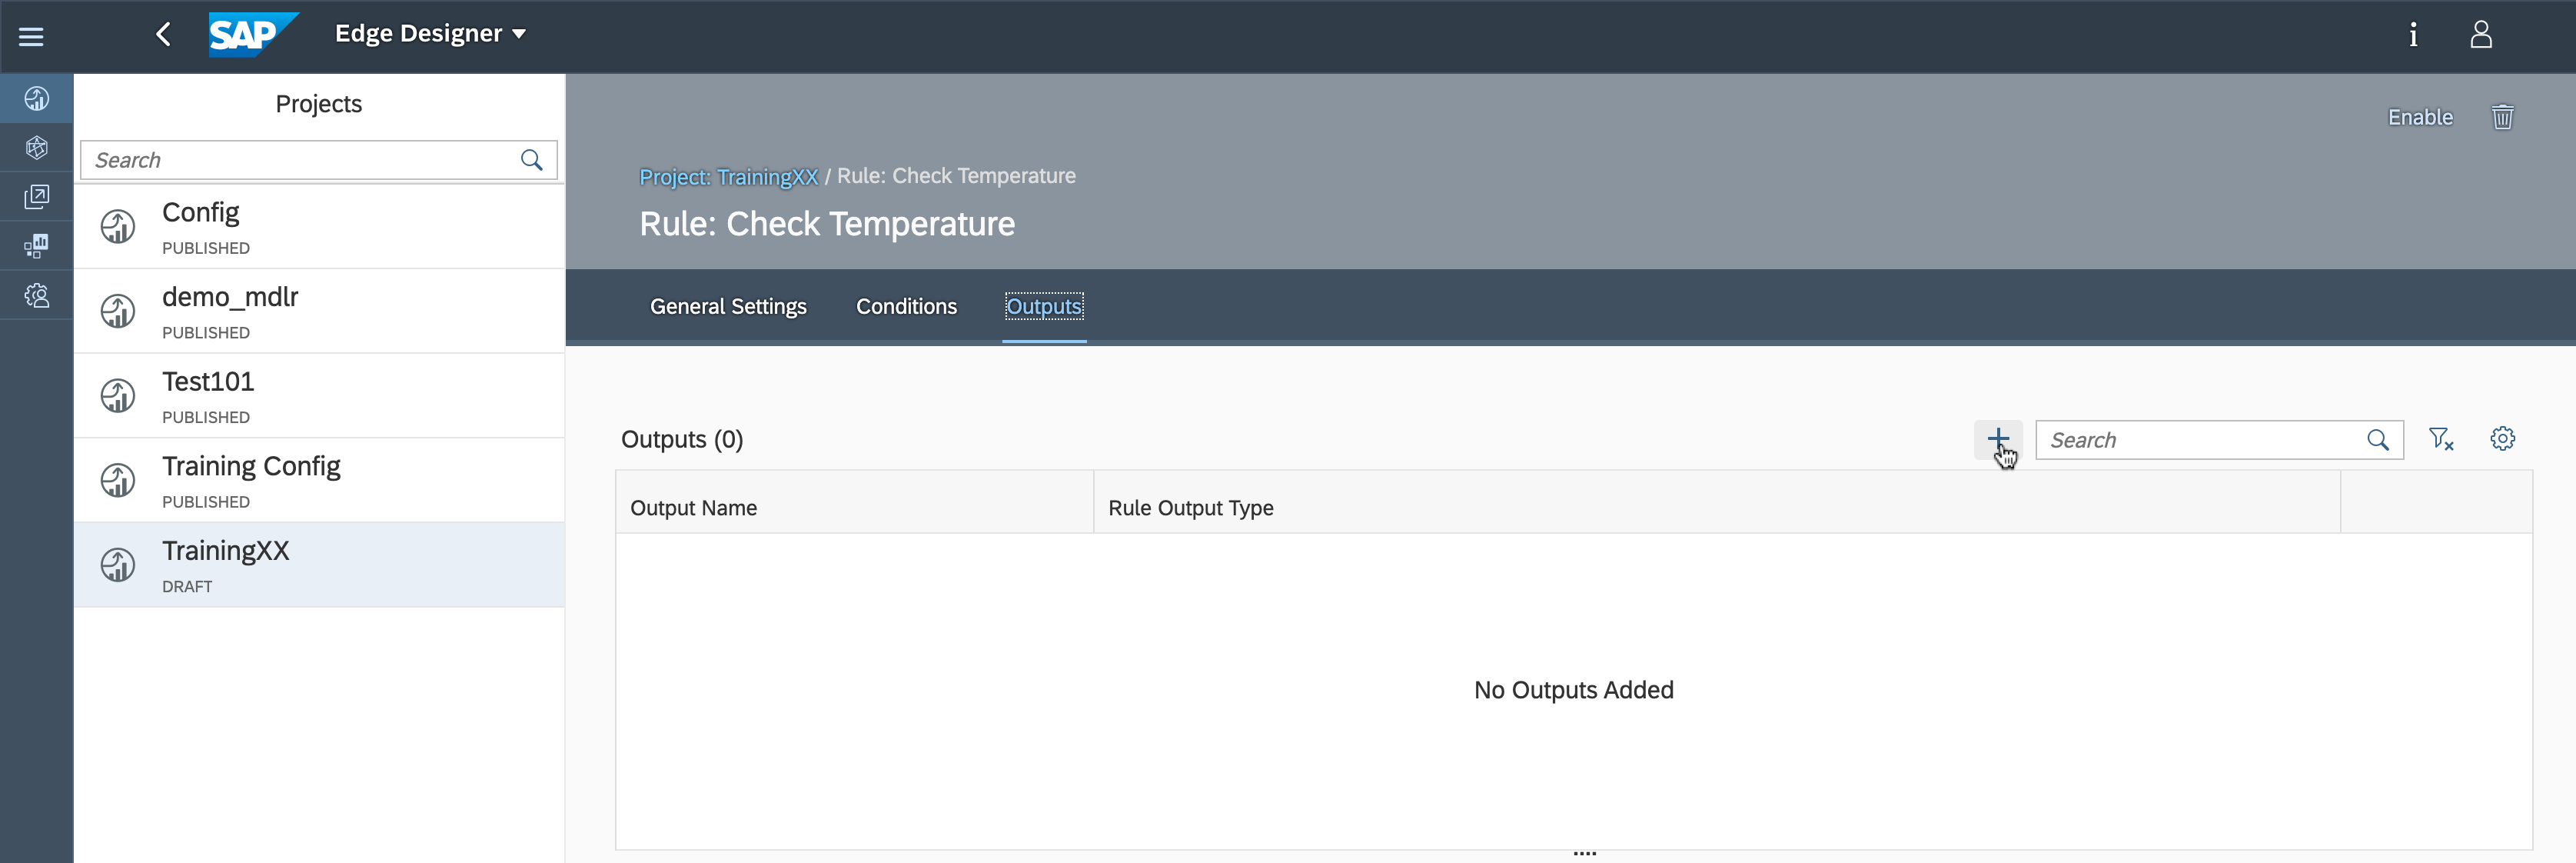 SAP
Edge Designer
i
Projects
Search
Config
PUBLISHED
demo_mdlr
PUBLISHED
Test101
PUBLISHED
Training Config
PUBLISHED
TrainingXX
DRAFT
Enable
Project: TrainingXX / Rule: Check Temperature
Rule: Check Temperature
General Settings Conditions Outputs
Outputs (0)
Search
Output Name Rule Output Type
No Outputs Added